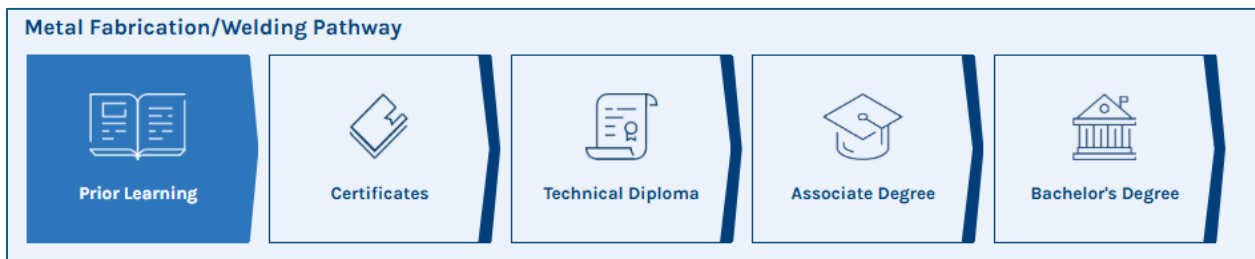 Metal Fabrication/Welding Pathway
Prior Learning
Certificates
Technical Diploma
Associate Degree
Bachelor's Degree